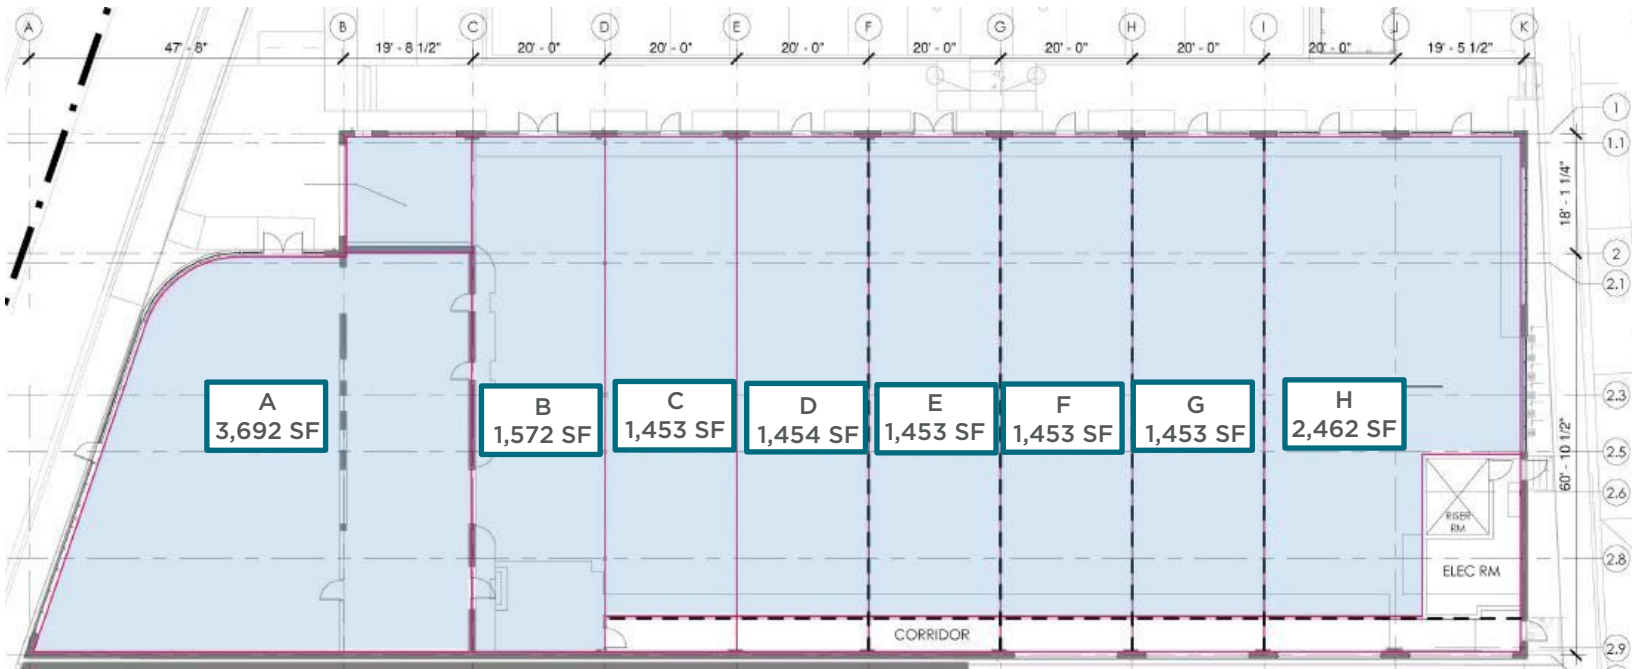 A B C D E F G H I J K
47' - 8" 19' - 8 1/2" 20' - 0" 20' - 0" 20' - 0" 20' - 0" 20' - 0" 20' - 0" 20' - 0" 19' - 5 1/2"
1
1.1
18' - 1 1/4"
2
2.1
A
3,692 SF
B
1,572 SF
C
1,453 SF
D
1,454 SF
E
1,453 SF
F
1,453 SF
G
1,453 SF
H
2,462 SF
2.3
60' - 10 1/2"
2.5
2.6
RISER
RM
2.8
ELEC RM
CORRIDOR
2.9